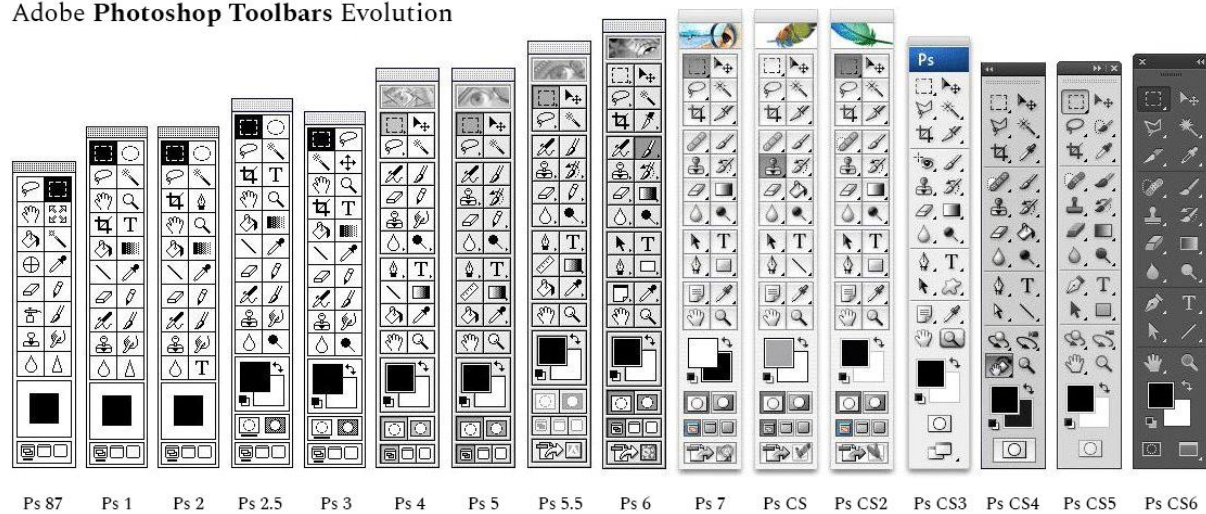 Adobe Photoshop Toolbars Evolution
Ps
Ps 87 Ps 1 Ps 2 Ps 2.5 Ps 3 Ps 4 Ps 5 Ps 5.5 Ps 6 Ps 7 Ps CS Ps CS2 Ps CS3 Ps CS4 Ps CS5 Ps CS6